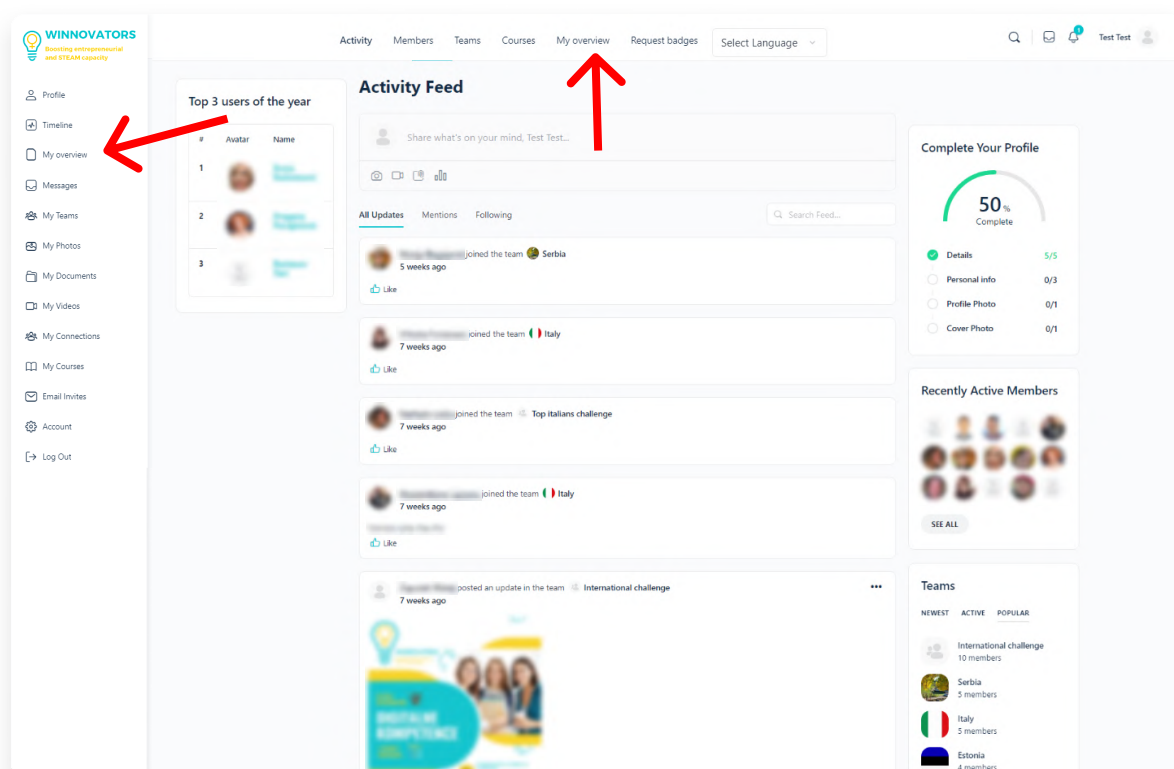 WINNOVATORS
Boosting entrepreneurial
and STEAM capacity
Activity
Members
Teams
Courses
My overview
Request badges
Select Language
1
Test Test
Profile
Timeline
My overview
Messages
My Teams
My Photos
My Documents
My Videos
My Connections
My Courses
Email Invites
Account
Log Out
Top 3 users of the year
# Avatar Name
1
2
3
Activity Feed
Share what's on your mind, Test Test...
All Updates Mentions Following
Search Feed...
joined the team Serbia
5 weeks ago
Like
joined the team Italy
7 weeks ago
Like
joined the team Top italians challenge
7 weeks ago
Like
joined the team Italy
7 weeks ago
Like
posted an update in the team International challenge
7 weeks ago
DIGITALNE
KOMPETENCE
Complete Your Profile
50%
Complete
Details 5/5
Personal info 0/3
Profile Photo 0/1
Cover Photo 0/1
Recently Active Members
SEE ALL
Teams
NEWEST ACTIVE POPULAR
International challenge
10 members
Serbia
5 members
Italy
5 members
Estonia
4 members